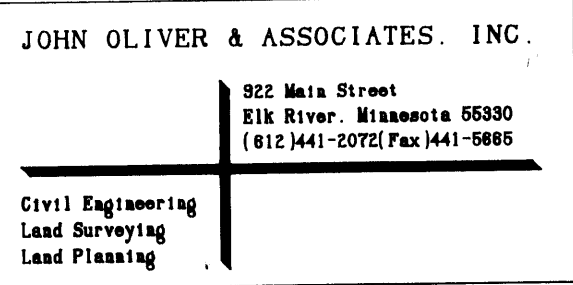 JOHN OLIVER & ASSOCIATES. INC.
922 Main Street
Elk River. Minnesota 55330
(612)441-2072(Fax)441-5665
Civil Engineering
Land Surveying
Land Planning